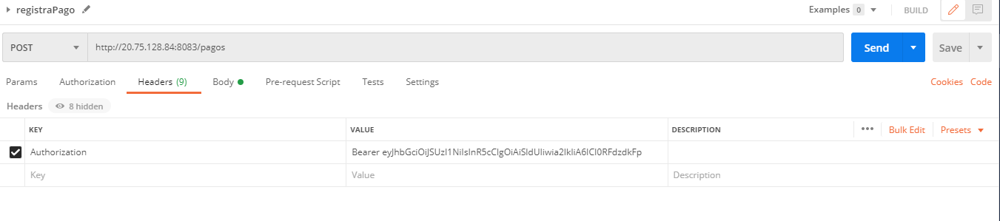 registraPago
Examples 0 BUILD
POST http://20.75.128.84:8083/pagos Send Save
Params Authorization Headers (9) Body Pre-request Script Tests Settings Cookies Code
Headers 8 hidden
KEY VALUE DESCRIPTION ••• Bulk Edit Presets
Authorization Bearer eyJhbGciOiJSUzI1NiIsInR5cCIgOiAiSldUIiwia2lkIiA6ICI0RFdzdkFp
Key Value Description